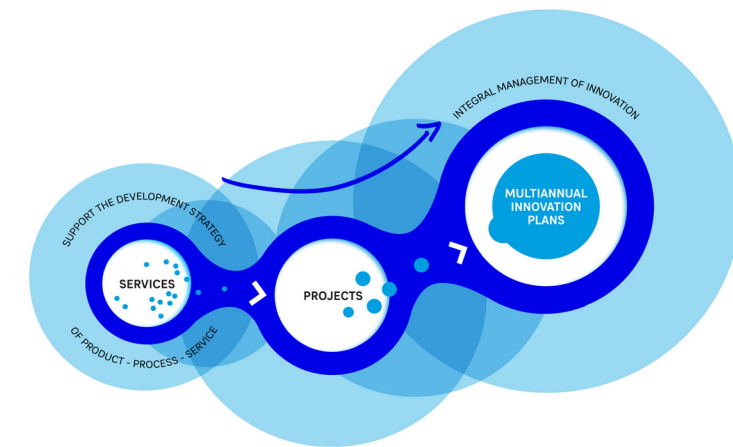 SUPPORT THE DEVELOPMENT STRATEGY
SERVICES
OF PRODUCT - PROCESS - SERVICE
PROJECTS
INTEGRAL MANAGEMENT OF INNOVATION
MULTIANNUAL
INNOVATION
PLANS